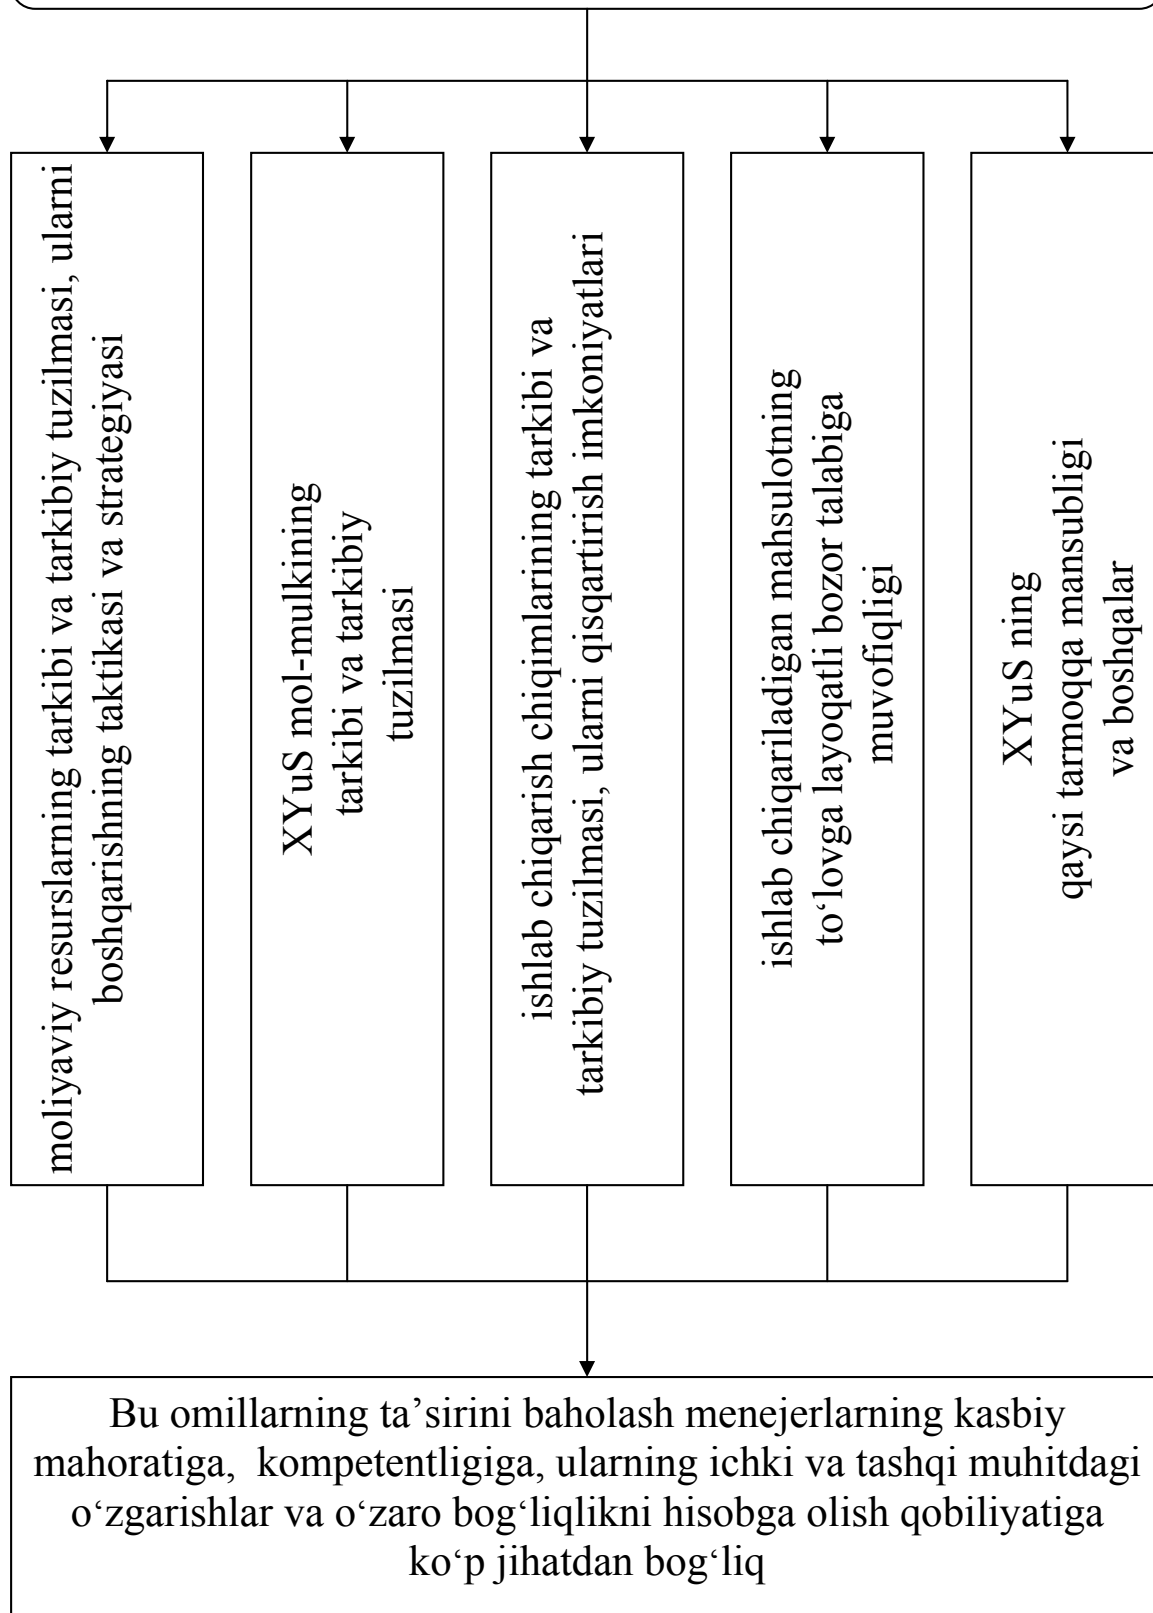 moliyaviy resurslarning tarkibi va tarkibiy tuzilmasi, ularni
boshqarishning taktikasi va strategiyasi
XYuS mol-mulkining
tarkibi va tarkibiy
tuzilmasi
ishlab chiqarish chiqimlarining tarkibi va
tarkibiy tuzilmasi, ularni qisqartirish imkoniyatlari
ishlab chiqariladigan mahsulotning
to‘lovga layoqatli bozor talabiga
muvofiqligi
XYuS ning
qaysi tarmoqqa mansubligi
va boshqalar
Bu omillarning ta’sirini baholash menejerlarning kasbiy
mahoratiga, kompetentligiga, ularning ichki va tashqi muhitdagi
o‘zgarishlar va o‘zaro bog‘liqlikni hisobga olish qobiliyatiga
ko‘p jihatdan bog‘liq